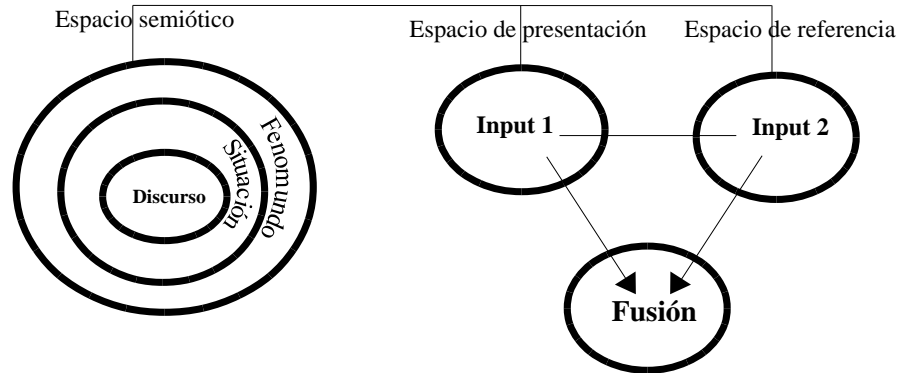 Espacio semiótico
Espacio de presentación
Espacio de referencia
Fenomundo
Situación
Discurso
Input 1
Input 2
Fusión